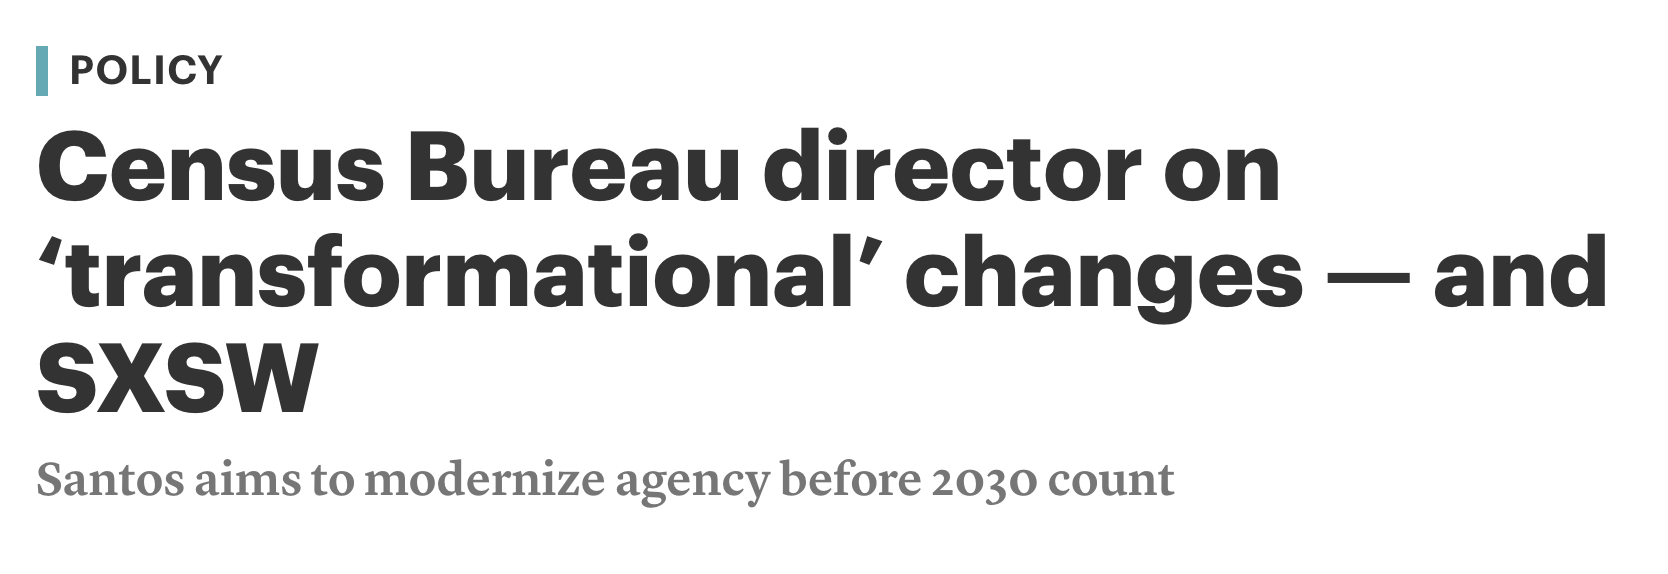 POLICY
Census Bureau director on
‘transformational’ changes — and
SXSW
Santos aims to modernize agency before 2030 count